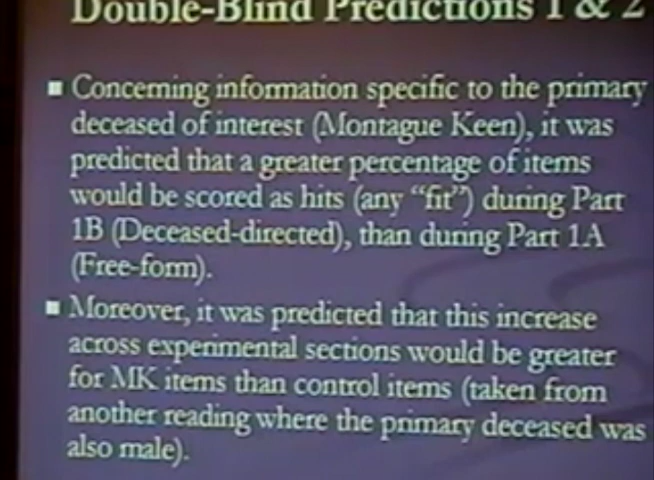 Double-Blind Predictions 1 & 2
■ Concerning information specific to the primary
deceased of interest (Montague Keen), it was
predicted that a greater percentage of items
would be scored as hits (any “fit”) during Part
1B (Deceased-directed), than during Part 1A
(Free-form).
■ Moreover, it was predicted that this increase
across experimental sections would be greater
for MK items than control items (taken from
another reading where the primary deceased was
also male).